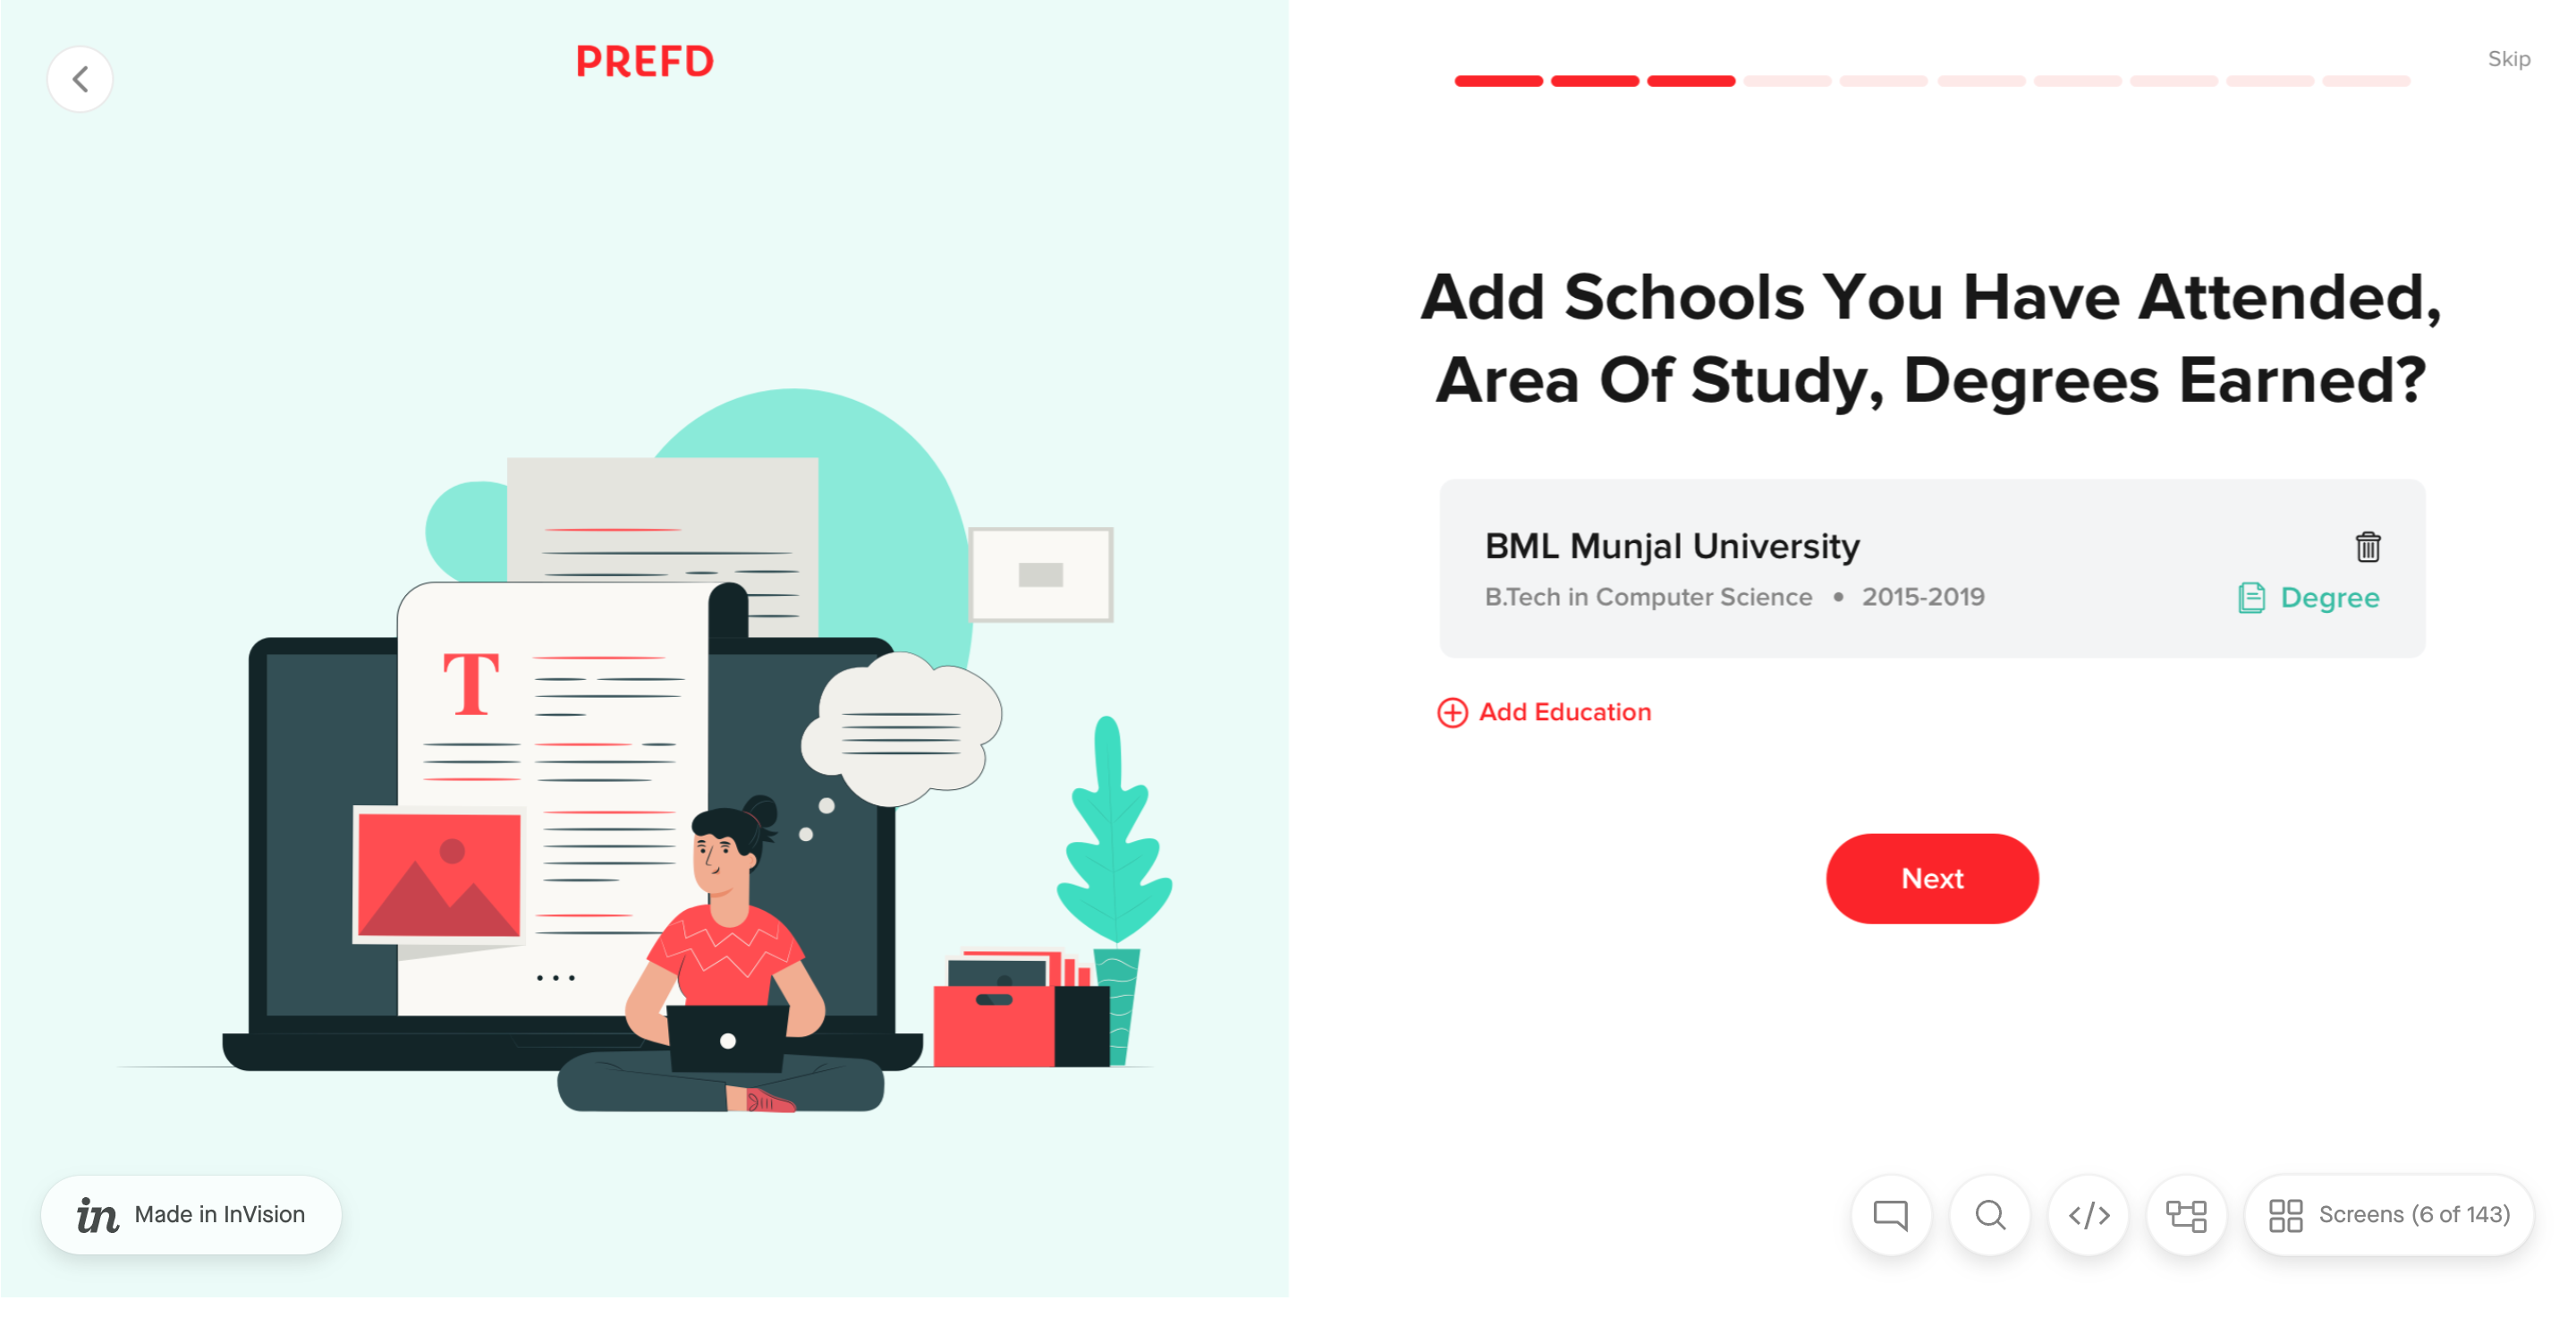 PREFD
Skip
Add Schools You Have Attended,
Area Of Study, Degrees Earned?
BML Munjal University
B.Tech in Computer Science • 2015-2019
Degree
Add Education
Next
T
in Made in InVision
Screens (6 of 143)